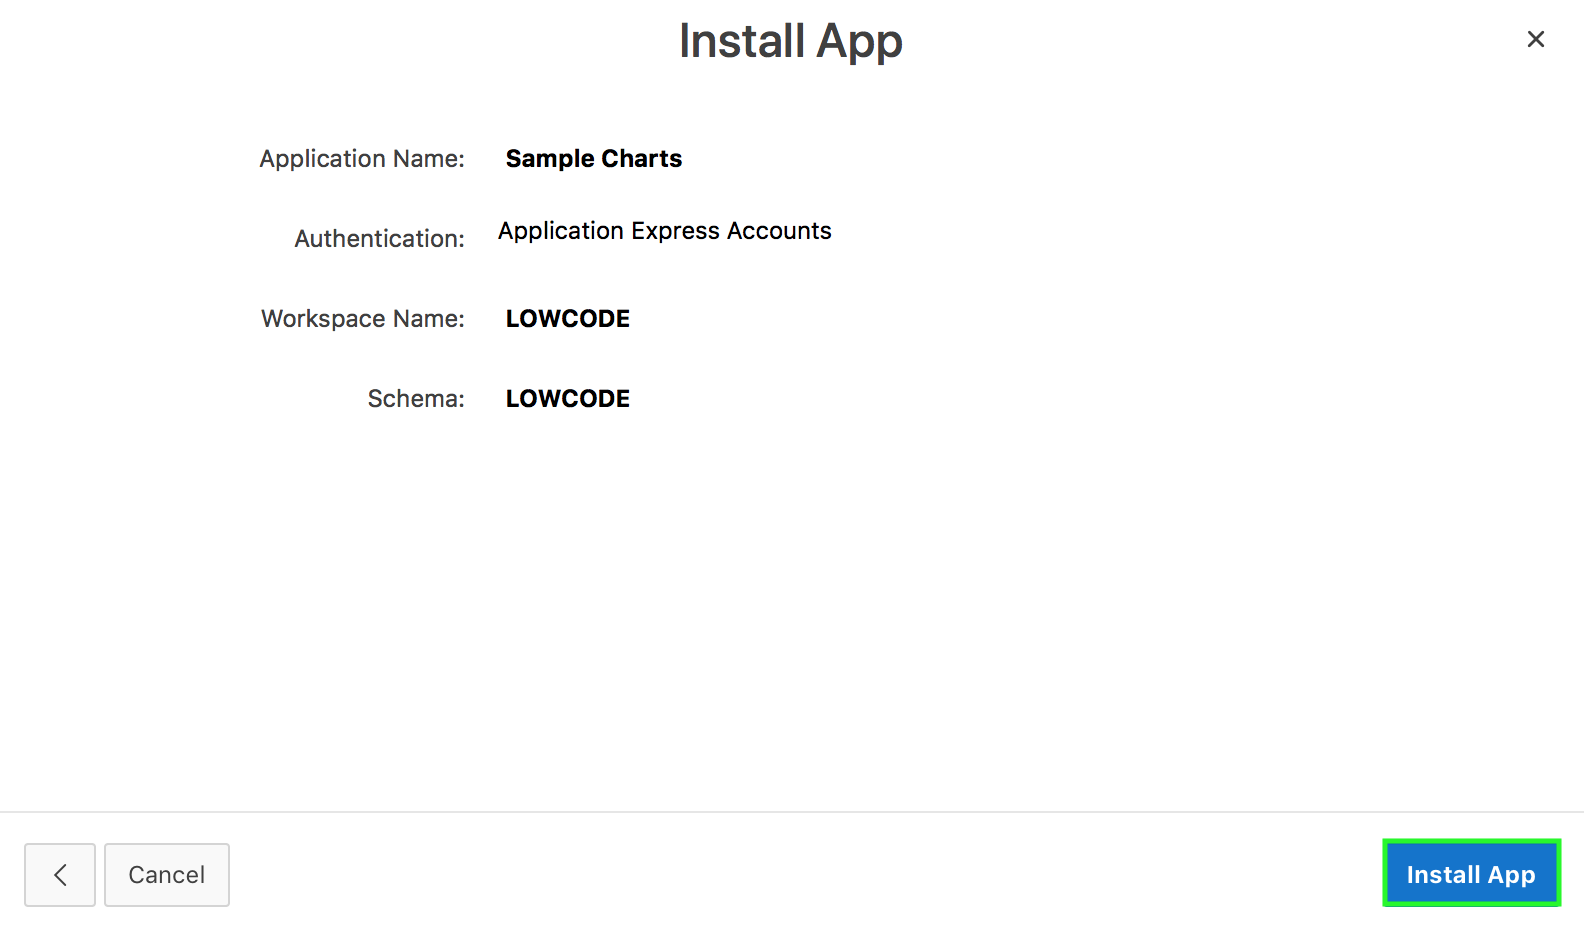 Install App
Application Name: Sample Charts
Authentication: Application Express Accounts
Workspace Name: LOWCODE
Schema: LOWCODE
Cancel
Install App